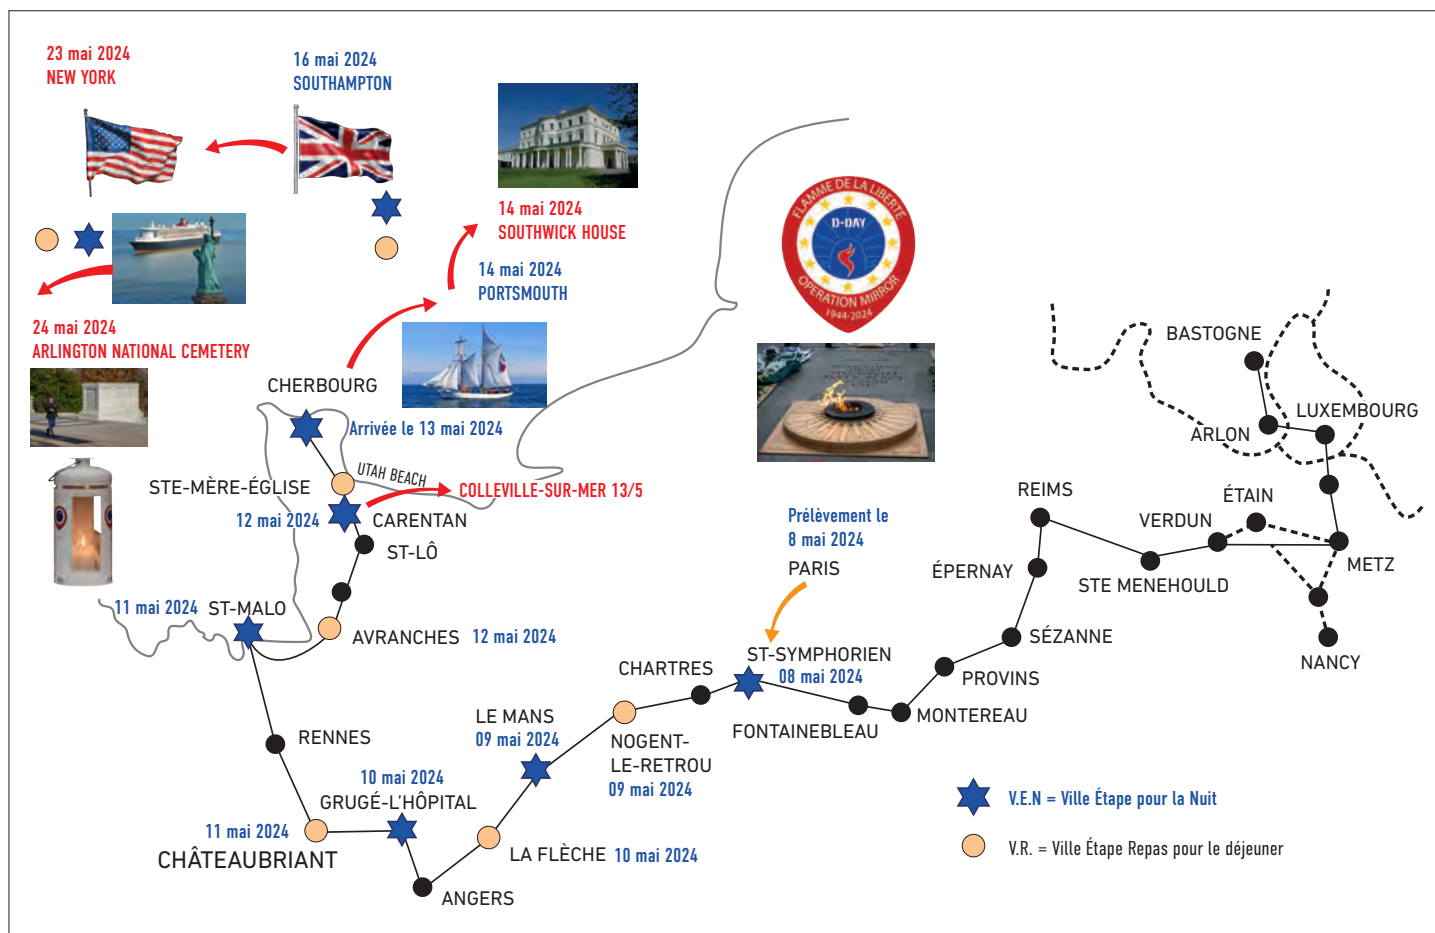 23 mai 2024
NEW YORK
16 mai 2024
SOUTHAMPTON
14 mai 2024
SOUTHWICK HOUSE
14 mai 2024
PORTSMOUTH
24 mai 2024
ARLINGTON NATIONAL CEMETERY
FLAMME DE LA LIBERTÉ
D-DAY
OPERATION MIRROR
1944-2024
CHERBOURG
Arrivée le 13 mai 2024
UTAH BEACH
STE-MÈRE-ÉGLISE
COLLEVILLE-SUR-MER 13/5
12 mai 2024
CARENTAN
ST-LÔ
11 mai 2024
ST-MALO
AVRANCHES
12 mai 2024
BASTOGNE
LUXEMBOURG
ARLON
REIMS
ÉTAIN
VERDUN
METZ
STE MENEHOULD
ÉPERNAY
NANCY
SÉZANNE
PROVINS
MONTEREAU
FONTAINEBLEAU
Prélèvement le
8 mai 2024
PARIS
ST-SYMPHORIEN
08 mai 2024
CHARTRES
NOGENT-
LE-RETROU
09 mai 2024
LE MANS
09 mai 2024
RENNES
10 mai 2024
GRUGÉ-L'HÔPITAL
11 mai 2024
CHÂTEAUBRIANT
LA FLÈCHE
10 mai 2024
ANGERS
V.E.N = Ville Étape pour la Nuit
V.R. = Ville Étape Repas pour le déjeuner